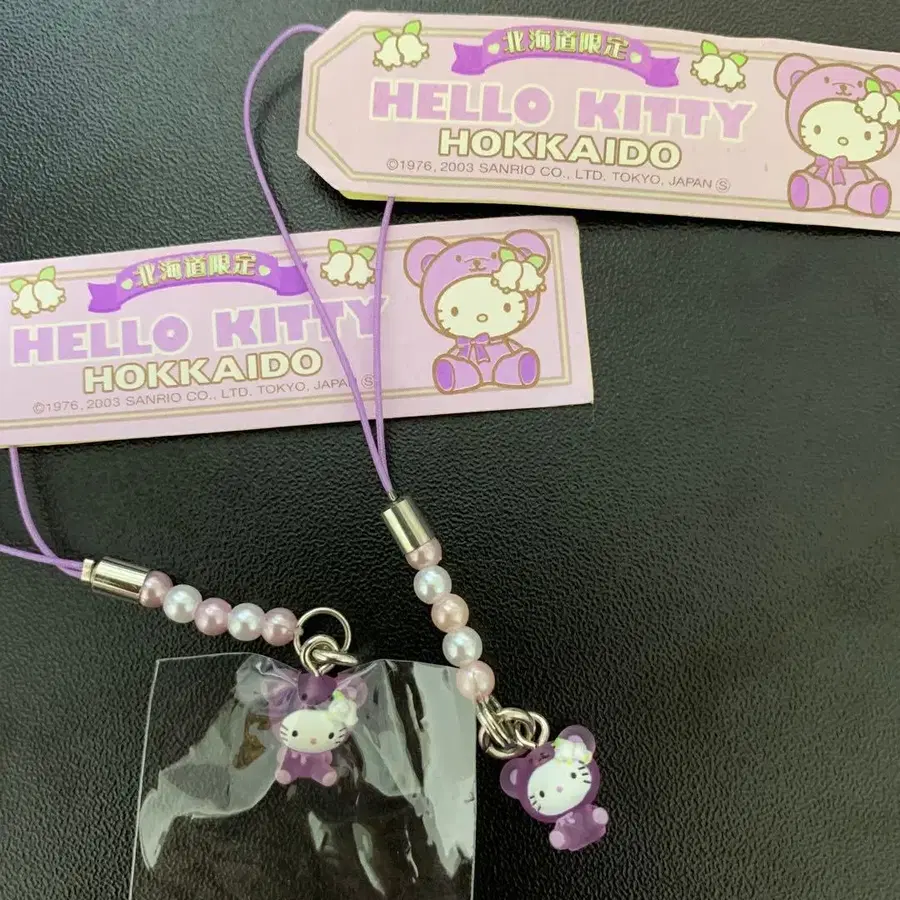 北海道限定
HELLO KITTY
HOKKAIDO
©1976, 2003 SANRIO CO., LTD. TOKYO, JAPAN Ⓢ
北海道限定
HELLO KITTY
HOKKAIDO
©1976, 2003 SANRIO CO., LTD. TOKYO, JAPAN Ⓢ